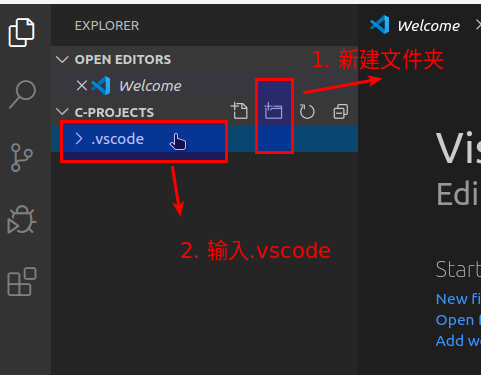 EXPLORER
Welcome
OPEN EDITORS
Welcome
1. 新建文件夹
C-PROJECTS
.vscode
2. 输入.vscode
Vis
Edi
Start
New fi
Open f
Add wo